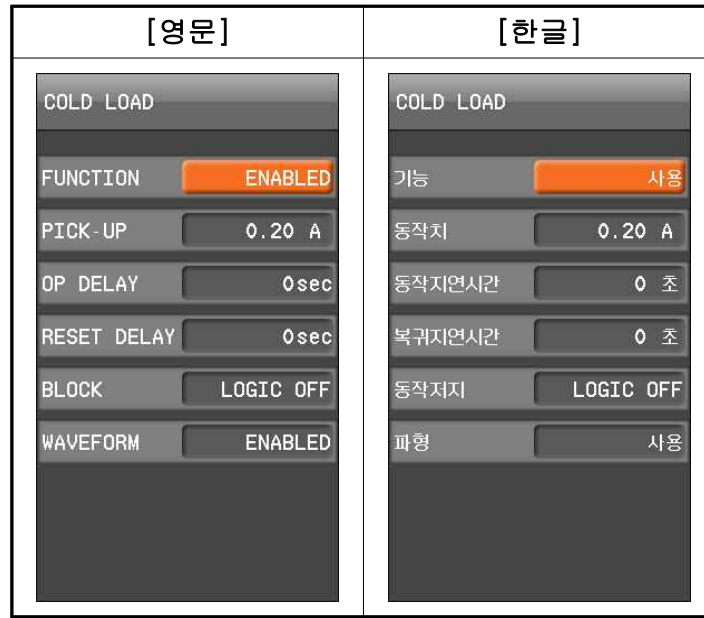 [영문] [한글]
COLD LOAD COLD LOAD
FUNCTION ENABLED 기능 사용
PICK-UP 0.20 A 동작치 0.20 A
OP DELAY 0sec 동작지연시간 0 초
RESET DELAY 0sec 복귀지연시간 0 초
BLOCK LOGIC OFF 동작저지 LOGIC OFF
WAVEFORM ENABLED 파형 사용